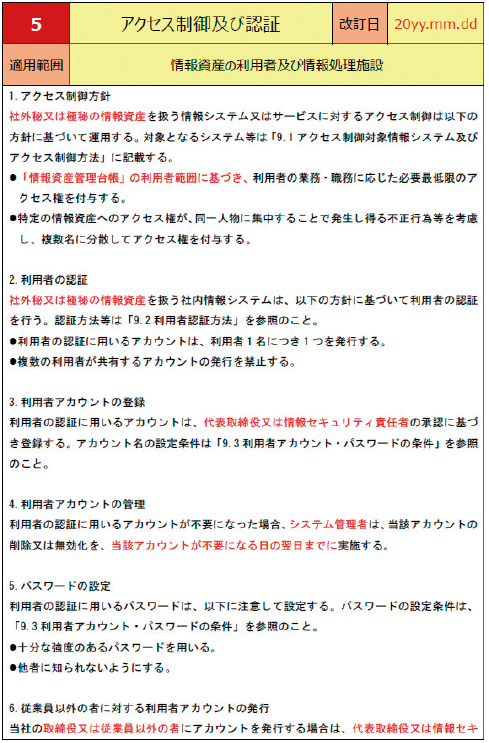 5 アクセス制御及び認証 改訂日 20yy.mm.dd
適用範囲 情報資産の利用者及び情報処理施設
1. アクセス制御方針
社外秘又は極秘の情報資産を扱う情報システム又はサービスに対するアクセス制御は以下の
方針に基づいて運用する。対象となるシステム等は「9.1アクセス制御対象情報システム及び
アクセス制御方法」に記載する。
●「情報資産管理台帳」の利用者範囲に基づき、利用者の業務・職務に応じた必要最低限のア
クセス権を付与する。
●特定の情報資産へのアクセス権が、同一人物に集中することで発生し得る不正行為等を考慮
し、複数名に分散してアクセス権を付与する。
2. 利用者の認証
社外秘又は極秘の情報資産を扱う社内情報システムは、以下の方針に基づいて利用者の認証
を行う。認証方法等は「9.2利用者認証方法」を参照のこと。
●利用者の認証に用いるアカウントは、利用者1名につき1つを発行する。
●複数の利用者が共有するアカウントの発行を禁止する。
3. 利用者アカウントの登録
利用者の認証に用いるアカウントは、代表取締役又は情報セキュリティ責任者の承認に基づ
き登録する。アカウント名の設定条件は「9.3利用者アカウント・パスワードの条件」を参照
のこと。
4. 利用者アカウントの管理
利用者の認証に用いるアカウントが不要になった場合、システム管理者は、当該アカウントの
削除又は無効化を、当該アカウントが不要になる日の翌日までに実施する。
5. パスワードの設定
利用者の認証に用いるパスワードは、以下に注意して設定する。パスワードの設定条件は、
「9.3利用者アカウント・パスワードの条件」を参照のこと。
●十分な強度のあるパスワードを用いる。
●他者に知られないようにする。
6. 従業員以外の者に対する利用者アカウントの発行
当社の取締役又は従業員以外の者にアカウントを発行する場合は、代表取締役又は情報セキ